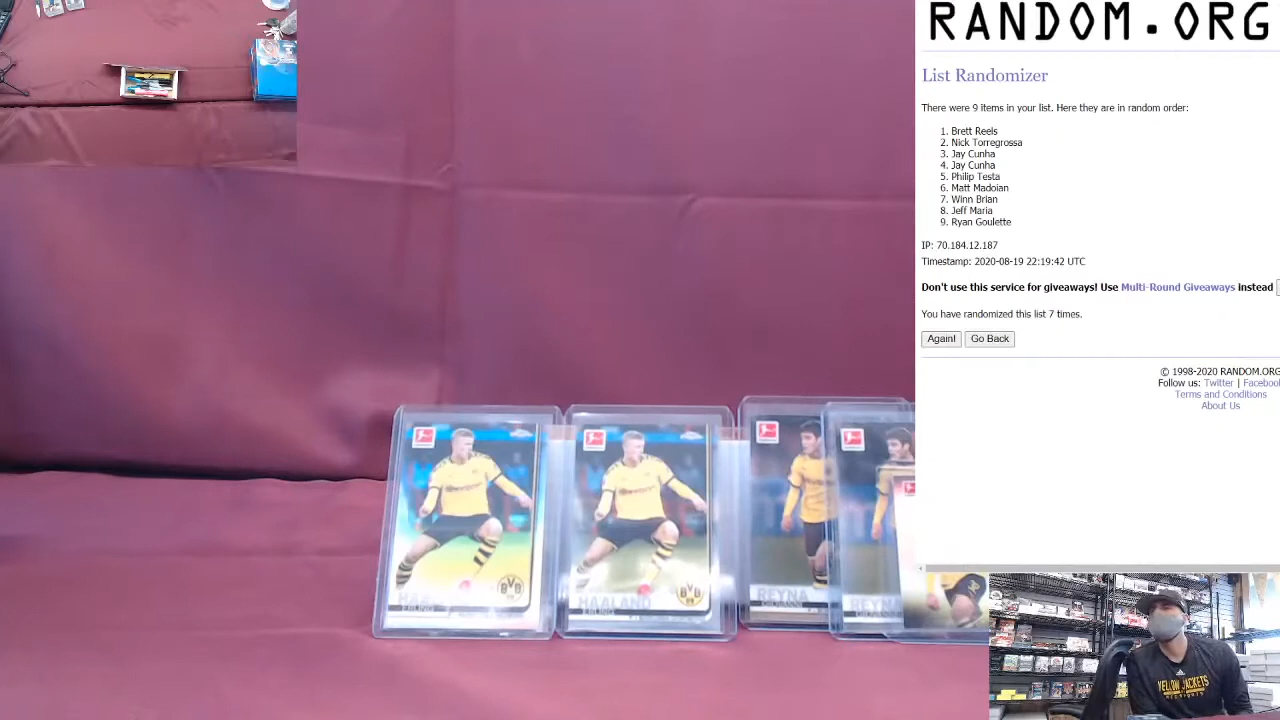 RANDOM.ORG
List Randomizer
There were 9 items in your list. Here they are in random order:
1. Brett Reels
2. Nick Torregrossa
3. Jay Cunha
4. Jay Cunha
5. Philip Testa
6. Matt Madoian
7. Winn Brian
8. Jeff Maria
9. Ryan Goulette
IP: 70.184.12.187
Timestamp: 2020-08-19 22:19:42 UTC
Don't use this service for giveaways! Use Multi-Round Giveaways instead
You have randomized this list 7 times.
Again! Go Back
© 1998-2020 RANDOM.ORG
Follow us: Twitter | Facebook
Terms and Conditions
About Us
BVB
HAALAND
ERLING
BVB
REYNA
REYNA
YELLOW JACKETS